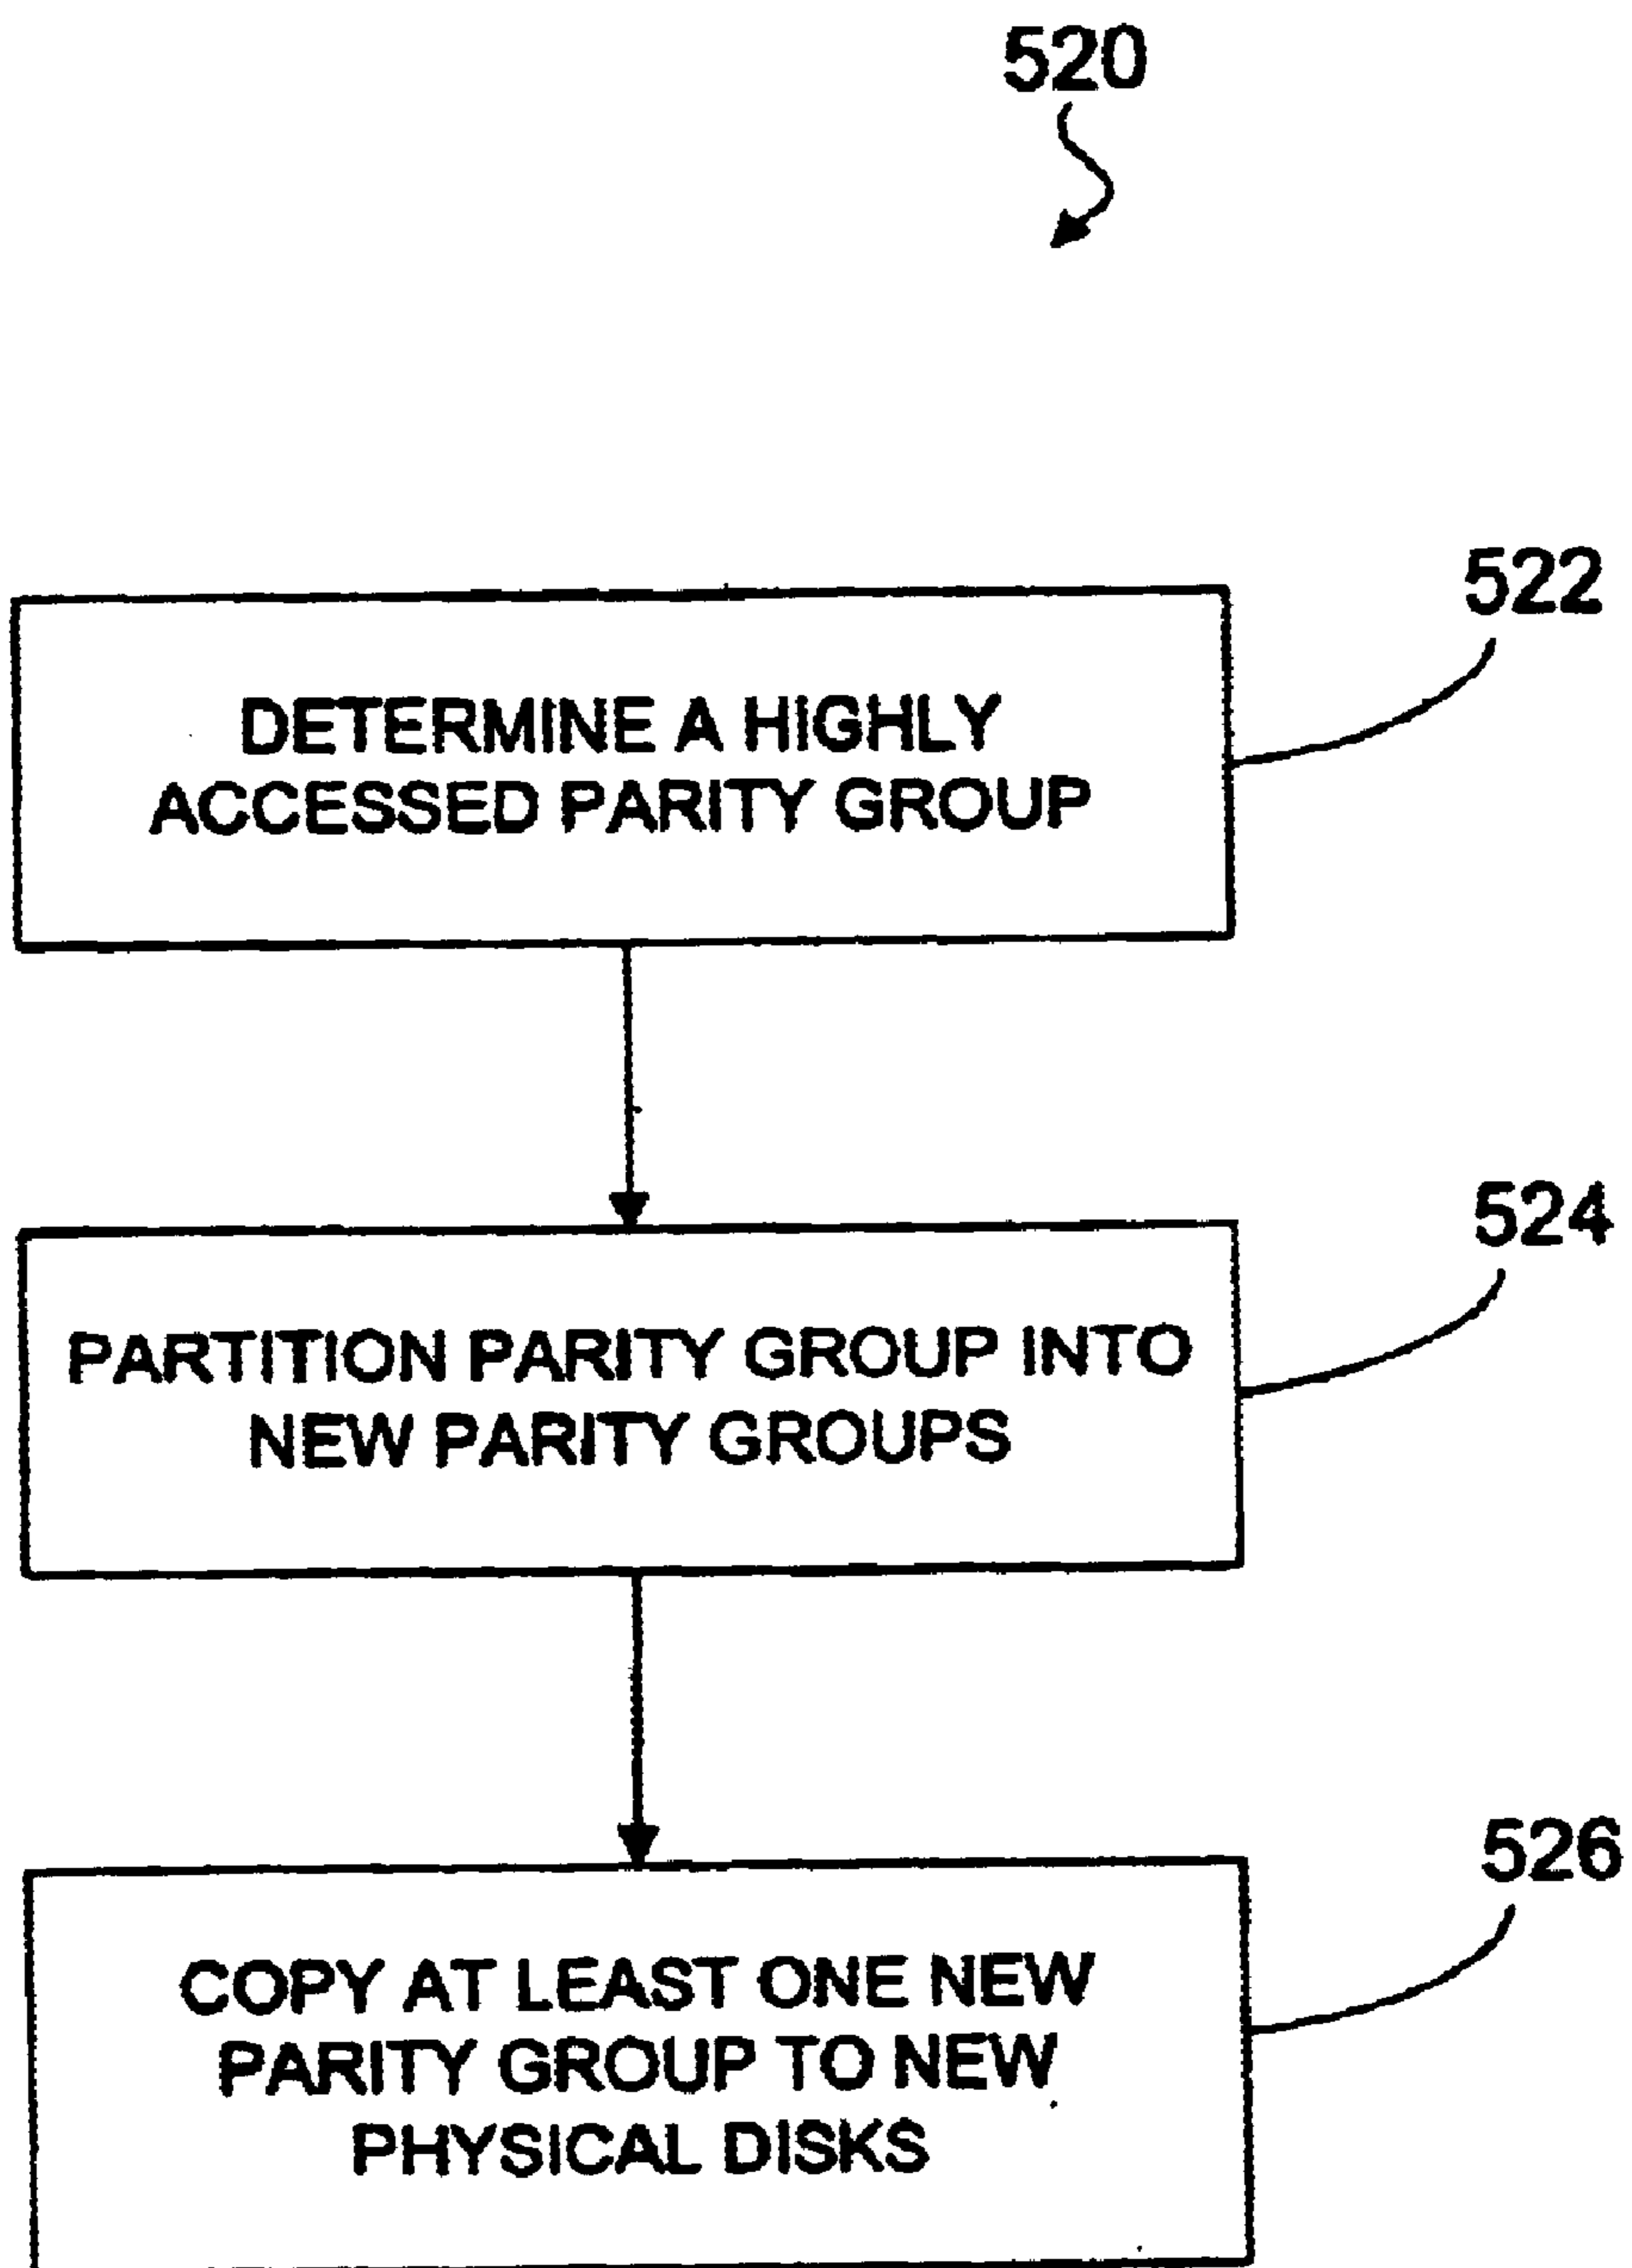 520
522
DETERMINE A HIGHLY
ACCESSED PARITY GROUP
524
PARTITION PARITY GROUP INTO
NEW PARITY GROUPS
526
COPY AT LEAST ONE NEW
PARITY GROUP TO NEW
PHYSICAL DISKS